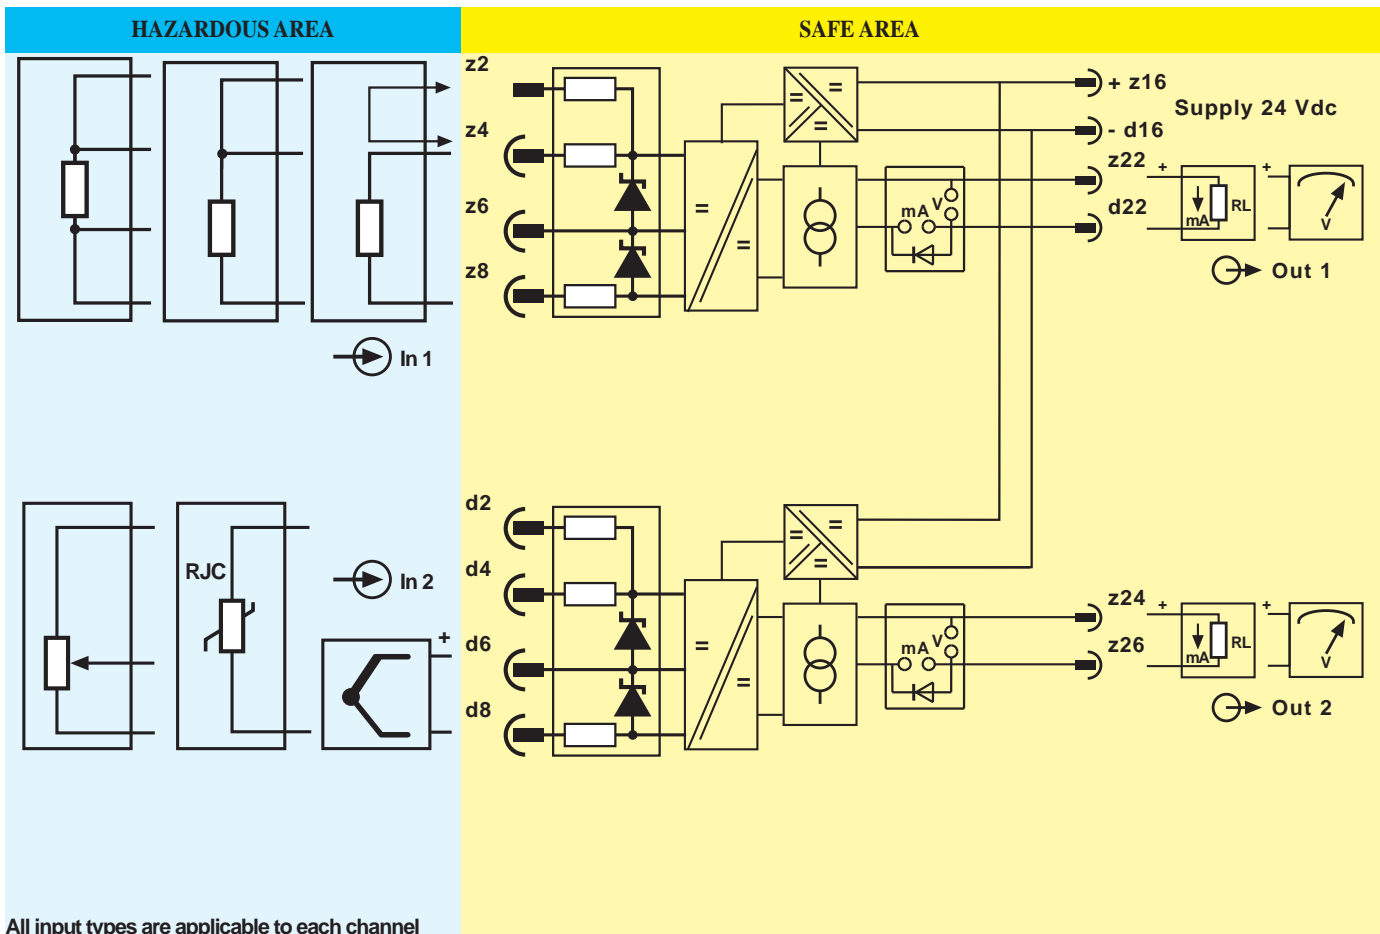 HAZARDOUS AREA
SAFE AREA
z2
z4
z6
z8
+ z16
Supply 24 Vdc
- d16
z22
d22
=
=
=
=
=
mA
V
+
mA
RL
+
V
Out 1
In 1
d2
d4
d6
d8
RJC
In 2
+
=
=
=
=
=
mA
V
z24
z26
+
mA
RL
+
V
Out 2
All input types are applicable to each channel